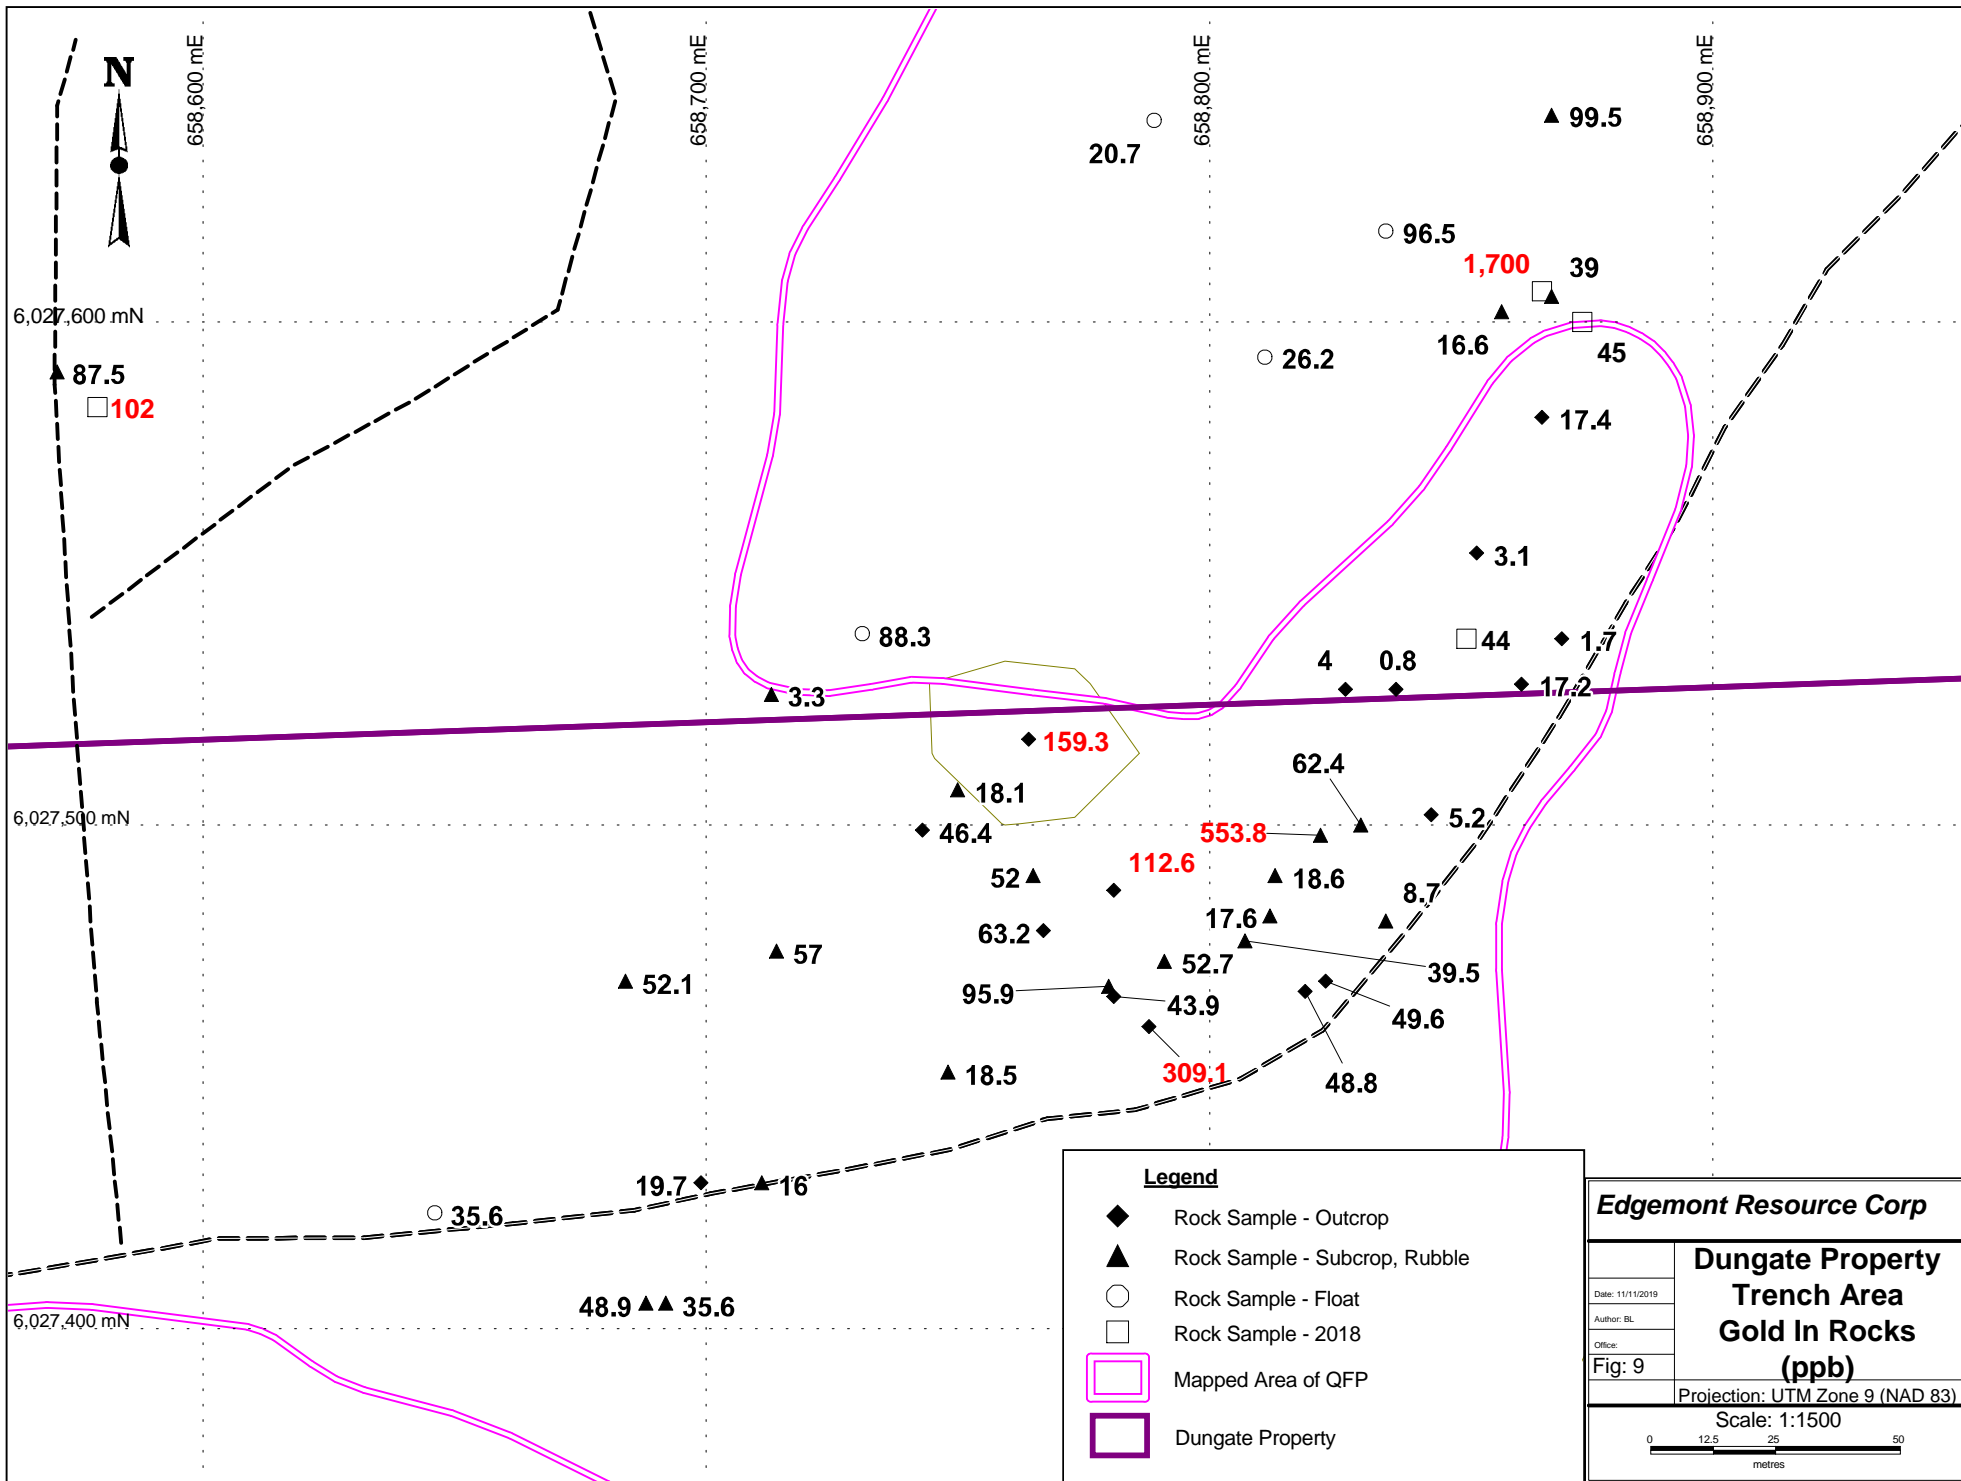 N
658,600 mE
658,700 mE
658,800 mE
658,900 mE
99.5
20.7
96.5
1,700
39
6,027,600 mN
16.6
45
26.2
87.5
102
17.4
3.1
88.3
44
1.7
4
0.8
17.2
3.3
159.3
62.4
18.1
6,027,500 mN
46.4
553.8
5.2
112.6
52
18.6
8.7
17.6
63.2
57
52.7
39.5
52.1
95.9
43.9
49.6
309.1
18.5
48.8
19.7
16
35.6
48.9
35.6
6,027,400 mN
Legend
Rock Sample - Outcrop
Rock Sample - Subcrop, Rubble
Rock Sample - Float
Rock Sample - 2018
Mapped Area of QFP
Dungate Property
Edgemont Resource Corp
Date: 11/11/2019
Author: BL
Office:
Fig: 9
Dungate Property
Trench Area
Gold In Rocks
(ppb)
Projection: UTM Zone 9 (NAD 83)
Scale: 1:1500
0 12.5 25 50
metres